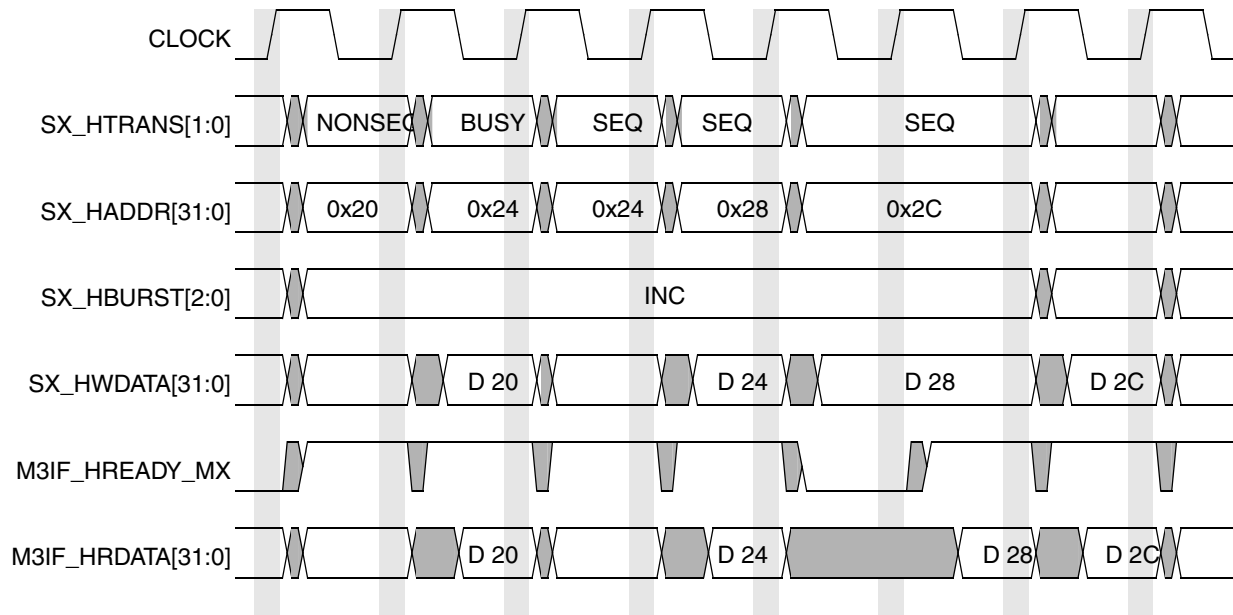 CLOCK
SX_HTRANS[1:0] NONSEQ BUSY SEQ SEQ SEQ
SX_HADDR[31:0] 0x20 0x24 0x24 0x28 0x2C
SX_HBURST[2:0] INC
SX_HWDATA[31:0] D 20 D 24 D 28 D 2C
M3IF_HREADY_MX
M3IF_HRDATA[31:0] D 20 D 24 D 28 D 2C